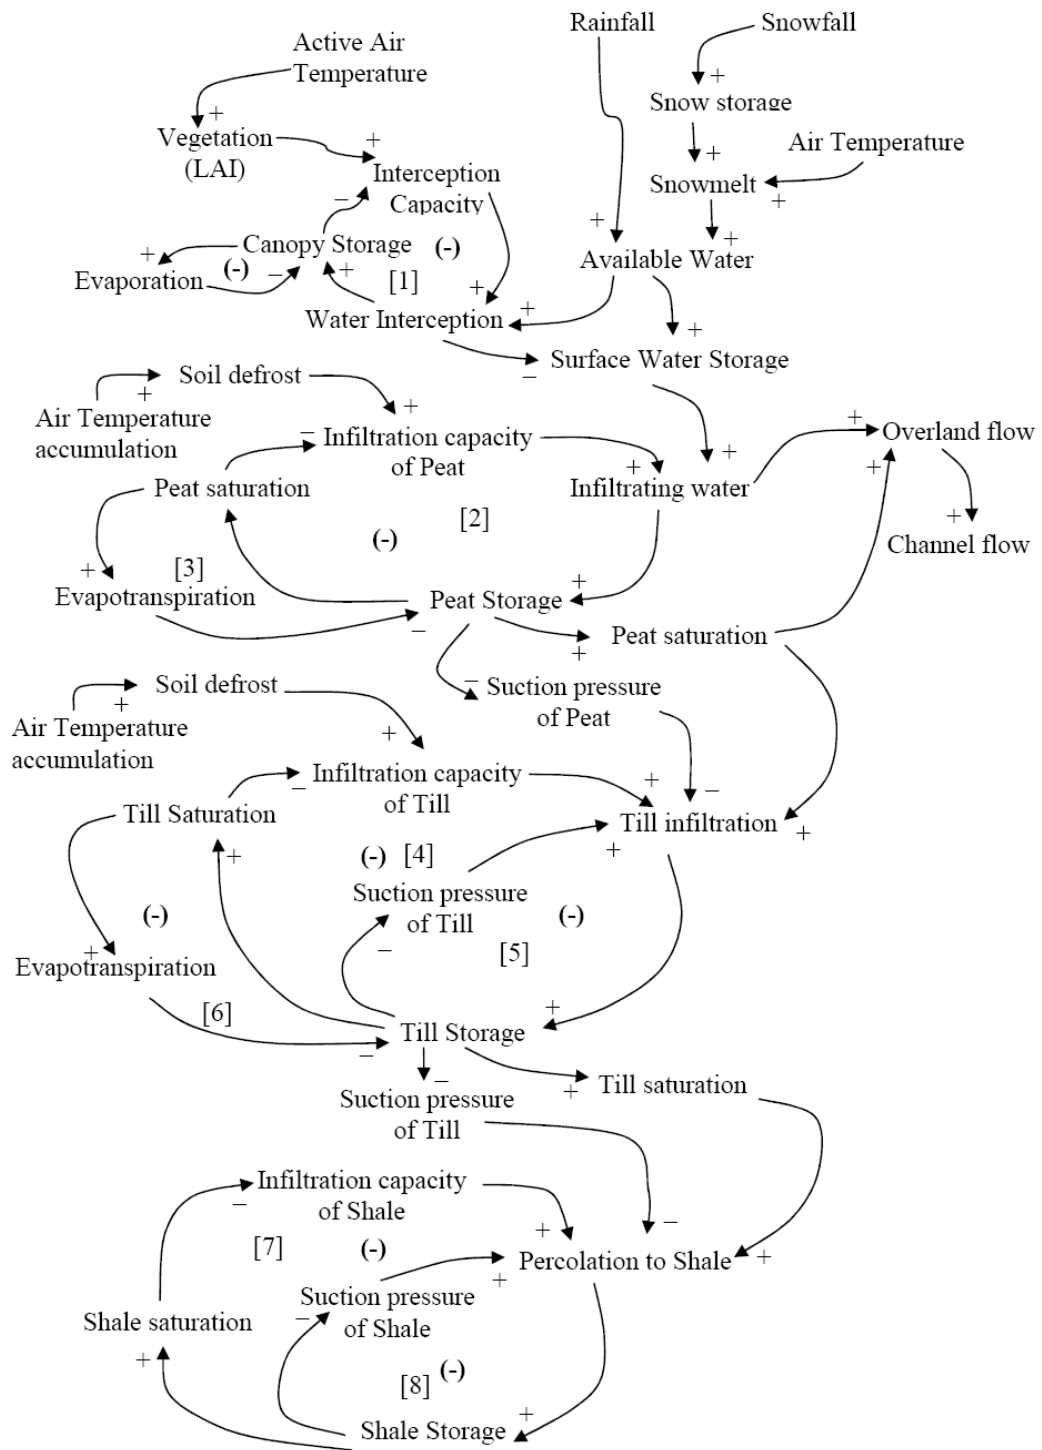 Rainfall
Snowfall
Active Air
Temperature
+
Snow storage
+
Vegetation
(LAI)
+
+
Air Temperature
Interception
Capacity
Snowmelt
+
–
+
+
Canopy Storage
(-)
+
Available Water
+
Evaporation
(-)
–
+
[1]
+
Water Interception
+
+
Surface Water Storage
–
Soil defrost
+
Air Temperature
accumulation
+
–
Infiltration capacity
of Peat
+
Overland flow
+
+
+
Peat saturation
Infiltrating water
[2]
(-)
+
Channel flow
[3]
+
Evapotranspiration
+
Peat Storage
–
Peat saturation
+
Soil defrost
+
–
Suction pressure
of Peat
Air Temperature
accumulation
+
Infiltration capacity
of Till
–
+
–
Till Saturation
Till infiltration
+
+
+
(-)
[4]
Suction pressure
of Till
(-)
(-)
–
[5]
+
Evapotranspiration
[6]
+
Till Storage
–
–
+
Till saturation
Suction pressure
of Till
Infiltration capacity
of Shale
–
+
–
[7]
(-)
Percolation to Shale
+
+
Suction pressure
of Shale
–
Shale saturation
+
(-)
[8]
+
Shale Storage